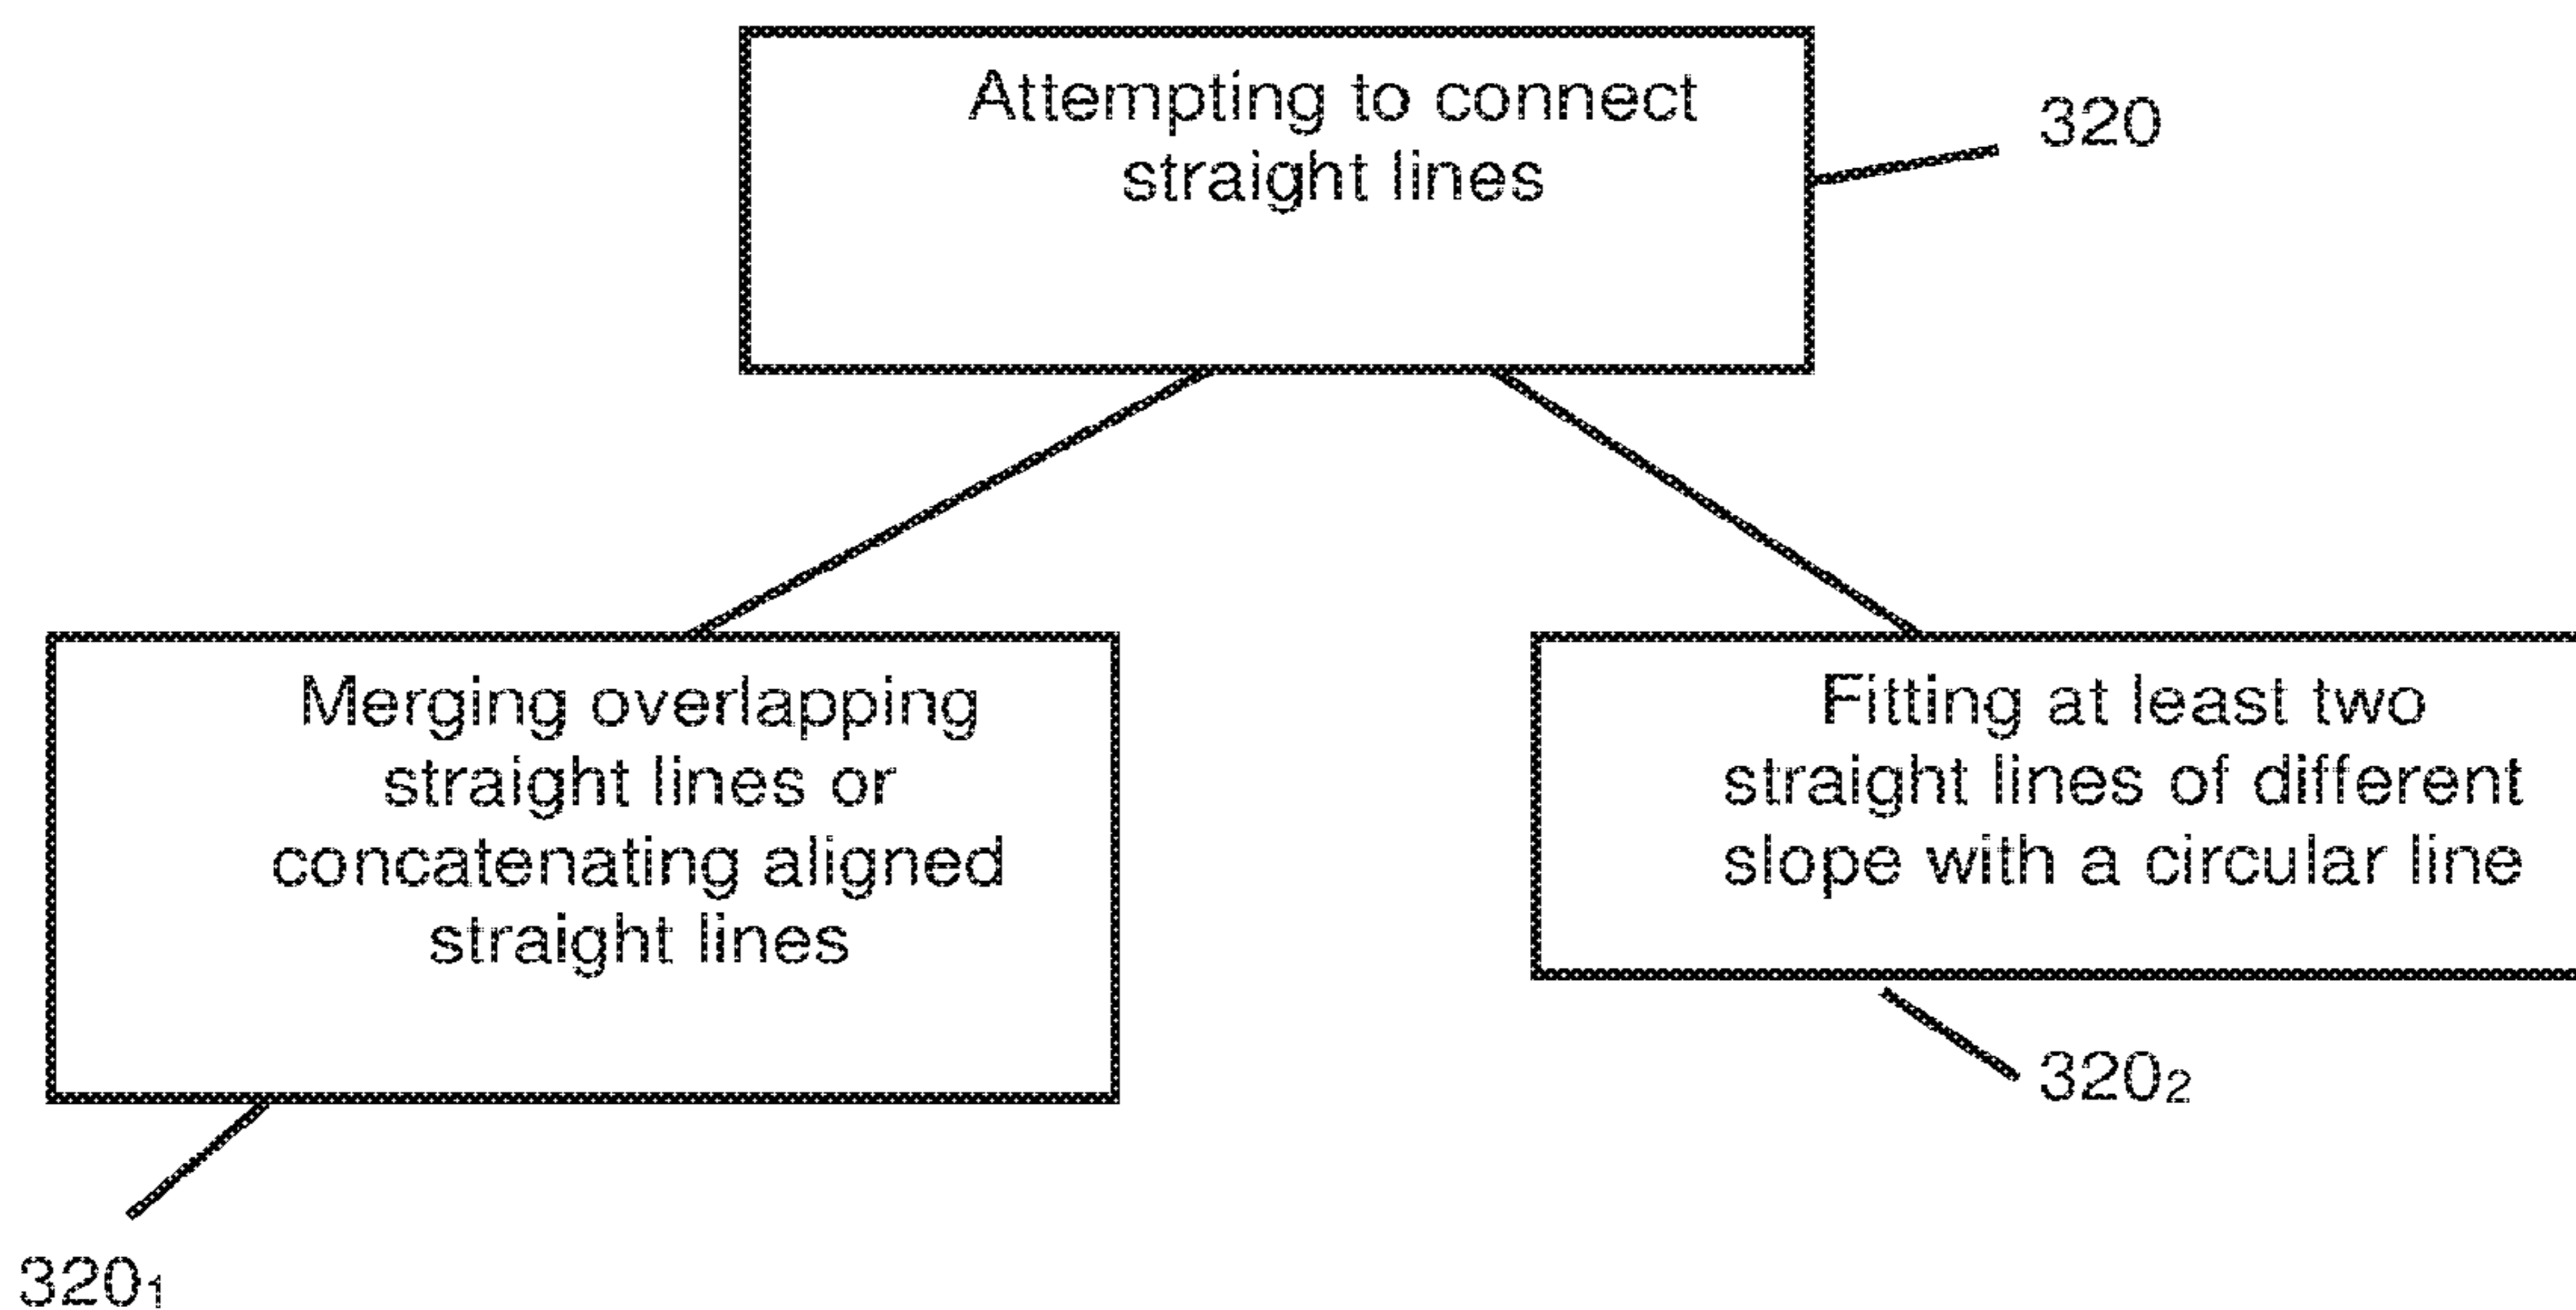 Attempting to connect
straight lines
320
Merging overlapping
straight lines or
concatenating aligned
straight lines
Fitting at least two
straight lines of different
slope with a circular line
320₂
320₁